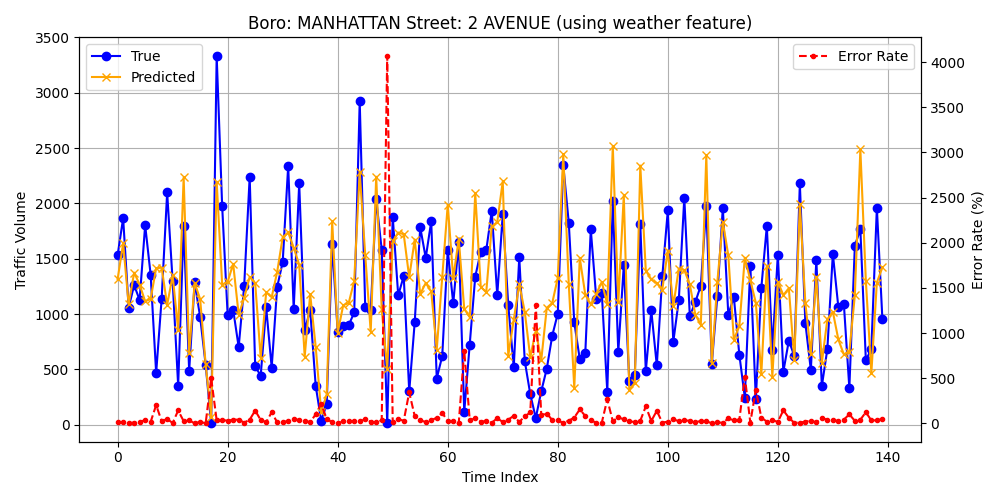 Boro: MANHATTAN Street: 2 AVENUE (using weather feature)
True
Predicted
Error Rate
Traffic Volume
3500
3000
2500
2000
1500
1000
500
0
Error Rate (%)
4000
3500
3000
2500
2000
1500
1000
500
0
0 20 40 60 80 100 120 140
Time Index